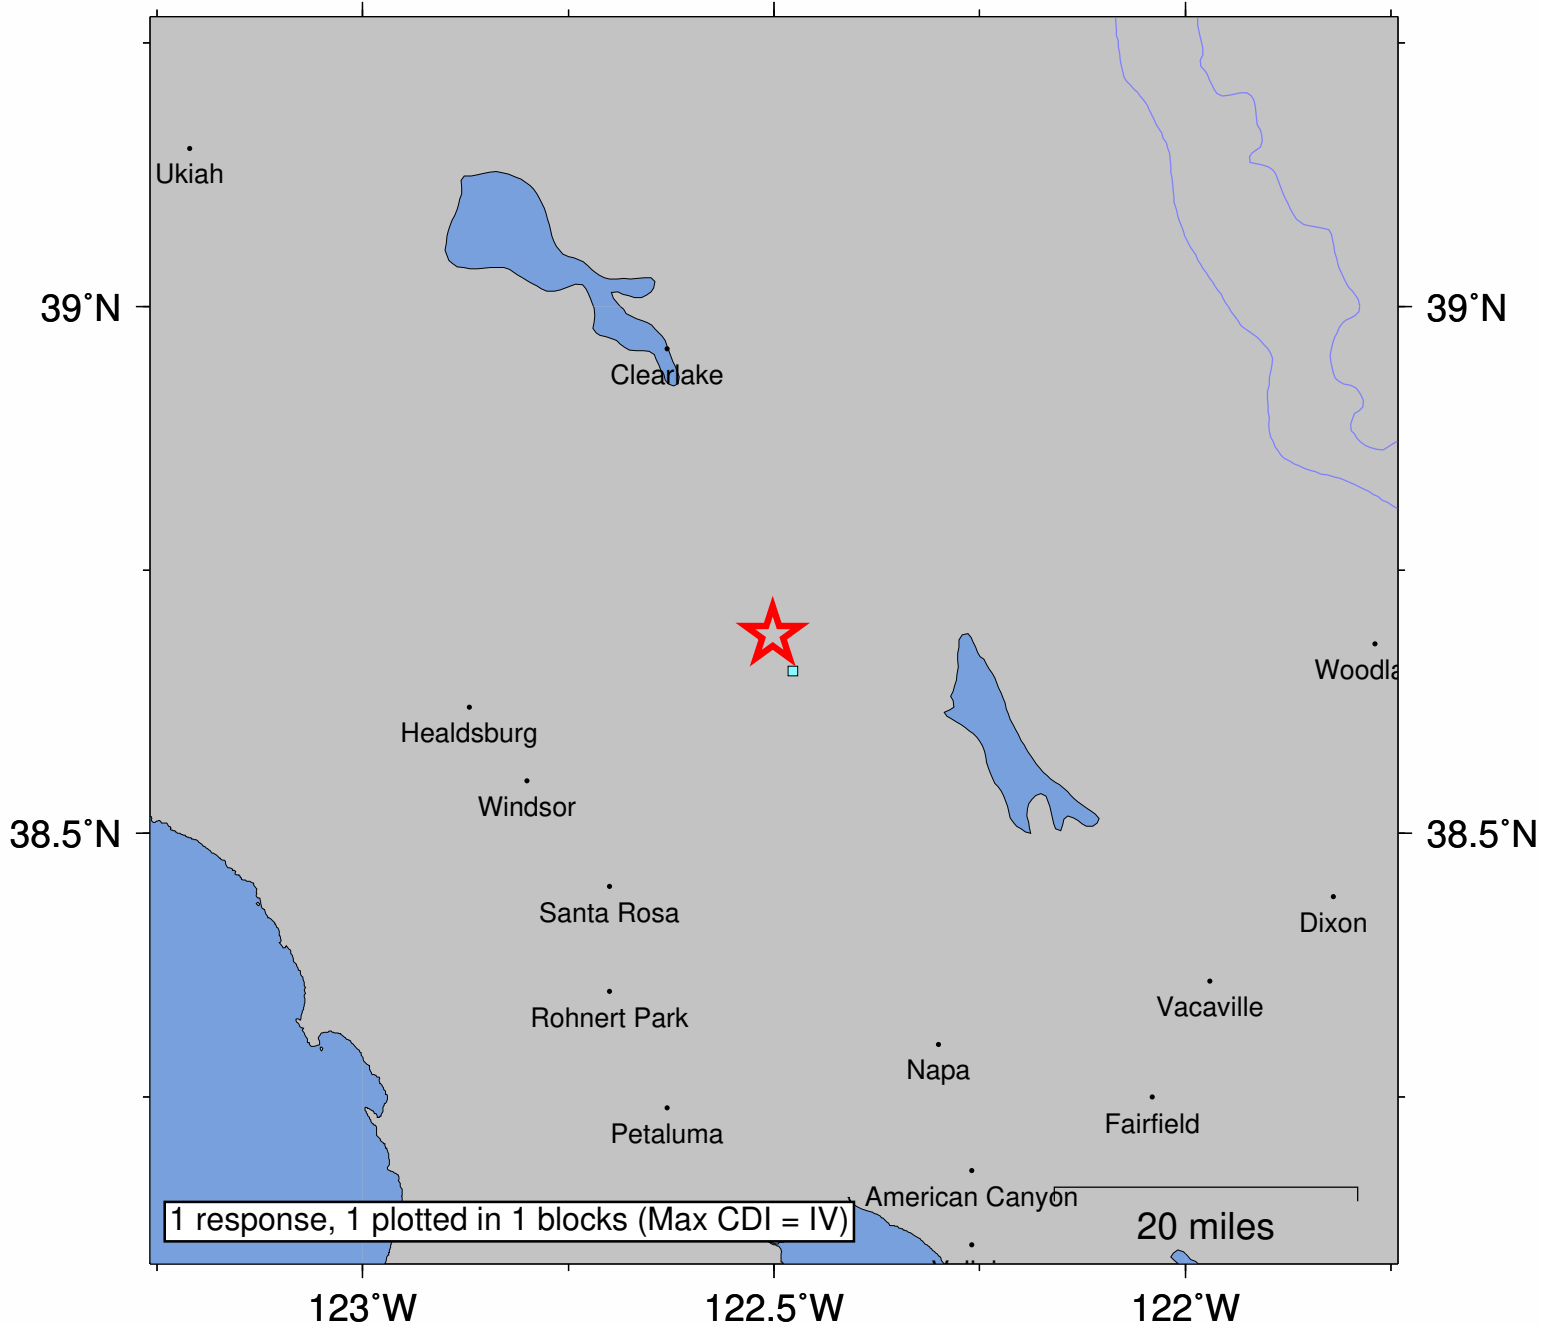 Ukiah
39°N
39°N
Clearlake
Woodla
Healdsburg
Windsor
38.5°N
38.5°N
Santa Rosa
Dixon
Vacaville
Rohnert Park
Napa
Fairfield
Petaluma
American Canyon
1 response, 1 plotted in 1 blocks (Max CDI = IV)
20 miles
123°W
122.5°W
122°W